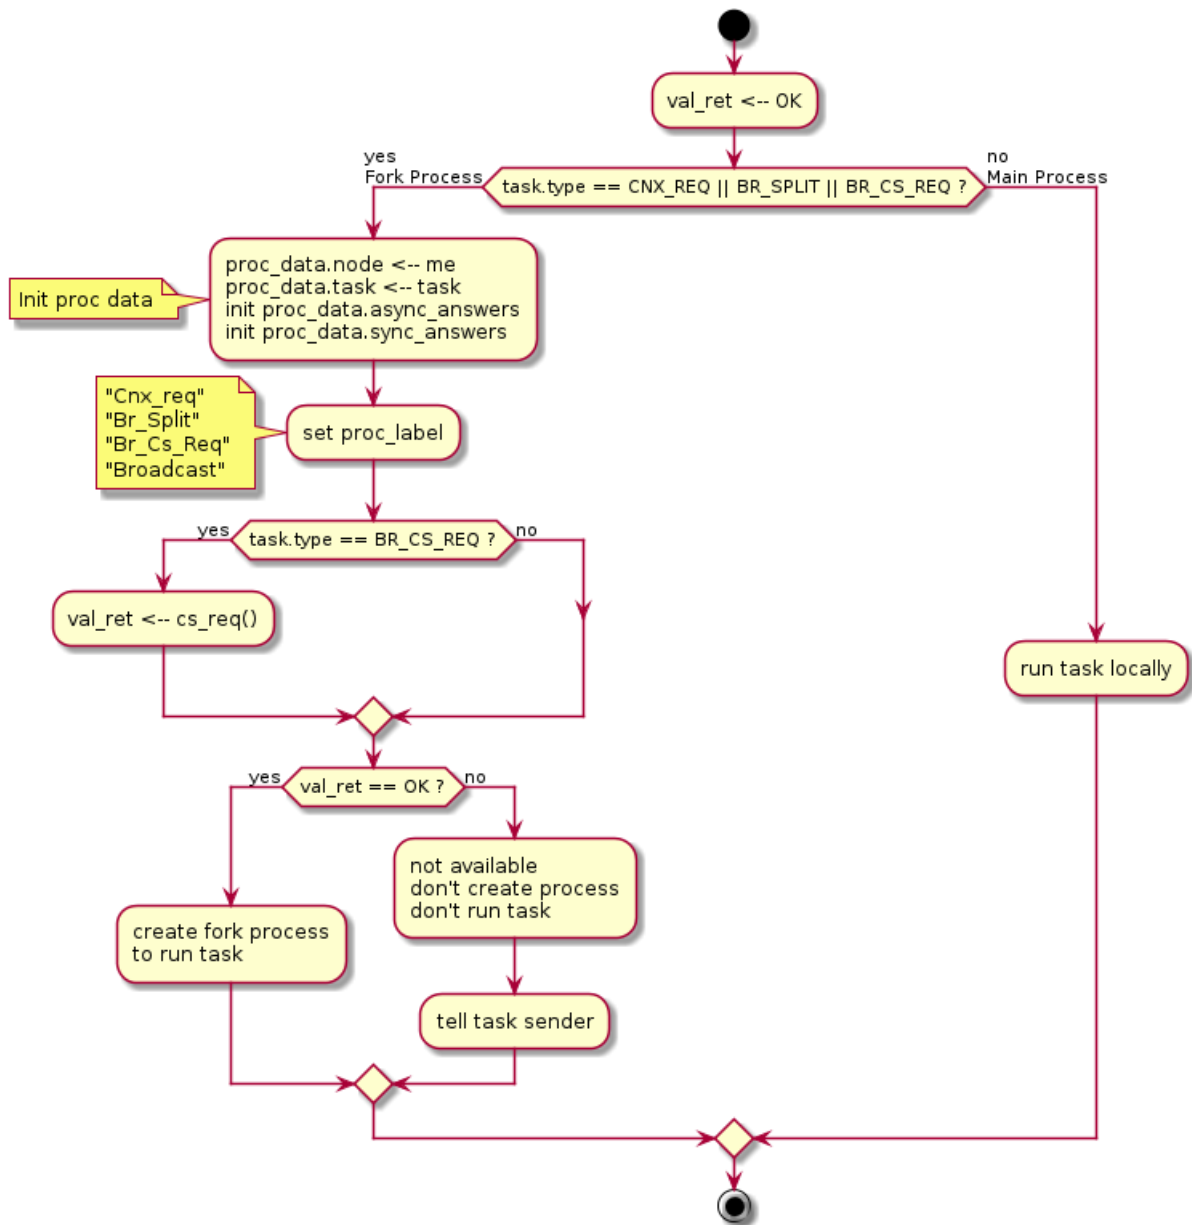 val_ret <-- OK
yes
Fork Process
task.type == CNX_REQ || BR_SPLIT || BR_CS_REQ ?
no
Main Process
Init proc data
proc_data.node <-- me
proc_data.task <-- task
init proc_data.async_answers
init proc_data.sync_answers
"Cnx_req"
"Br_Split"
"Br_Cs_Req"
"Broadcast"
set proc_label
yes
task.type == BR_CS_REQ ?
no
val_ret <-- cs_req()
run task locally
yes
val_ret == OK ?
no
create fork process
to run task
not available
don't create process
don't run task
tell task sender